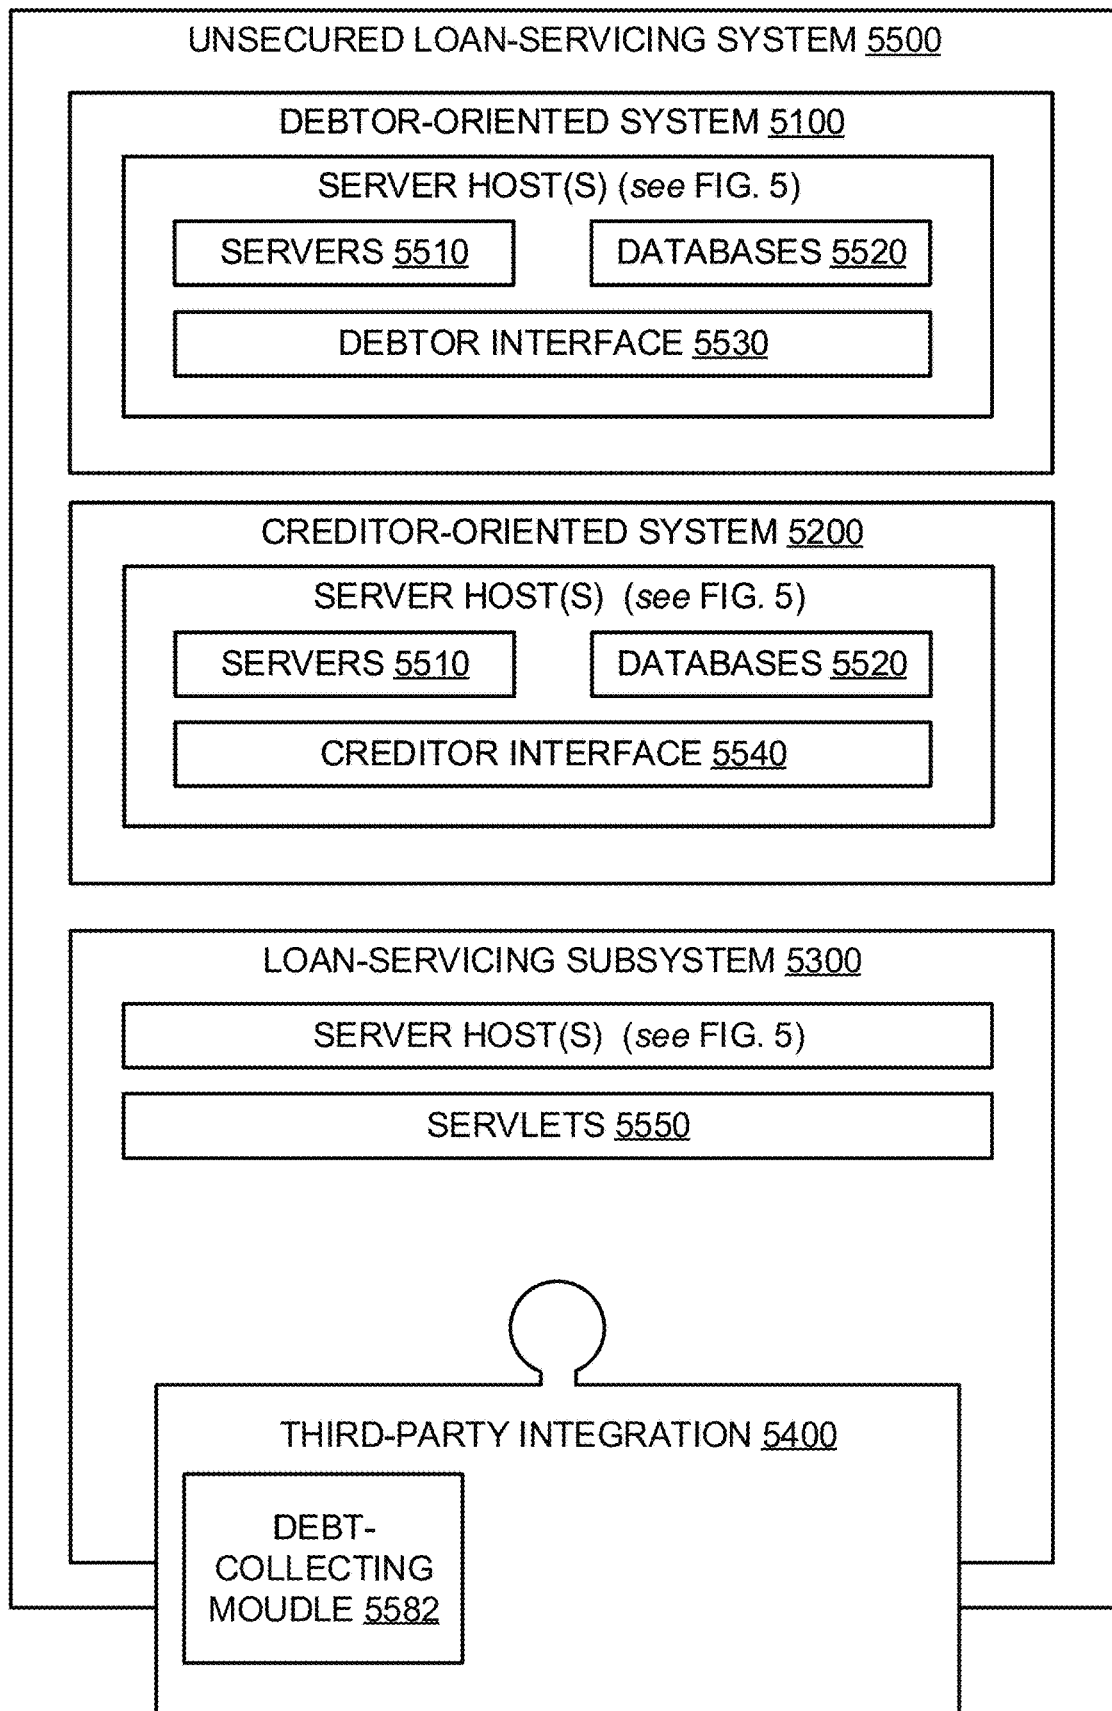 UNSECURED LOAN-SERVICING SYSTEM 5500
DEBTOR-ORIENTED SYSTEM 5100
SERVER HOST(S) (see FIG. 5)
SERVERS 5510
DATABASES 5520
DEBTOR INTERFACE 5530
CREDITOR-ORIENTED SYSTEM 5200
SERVER HOST(S) (see FIG. 5)
SERVERS 5510
DATABASES 5520
CREDITOR INTERFACE 5540
LOAN-SERVICING SUBSYSTEM 5300
SERVER HOST(S) (see FIG. 5)
SERVLETS 5550
THIRD-PARTY INTEGRATION 5400
DEBT-
COLLECTING
MOUDLE 5582